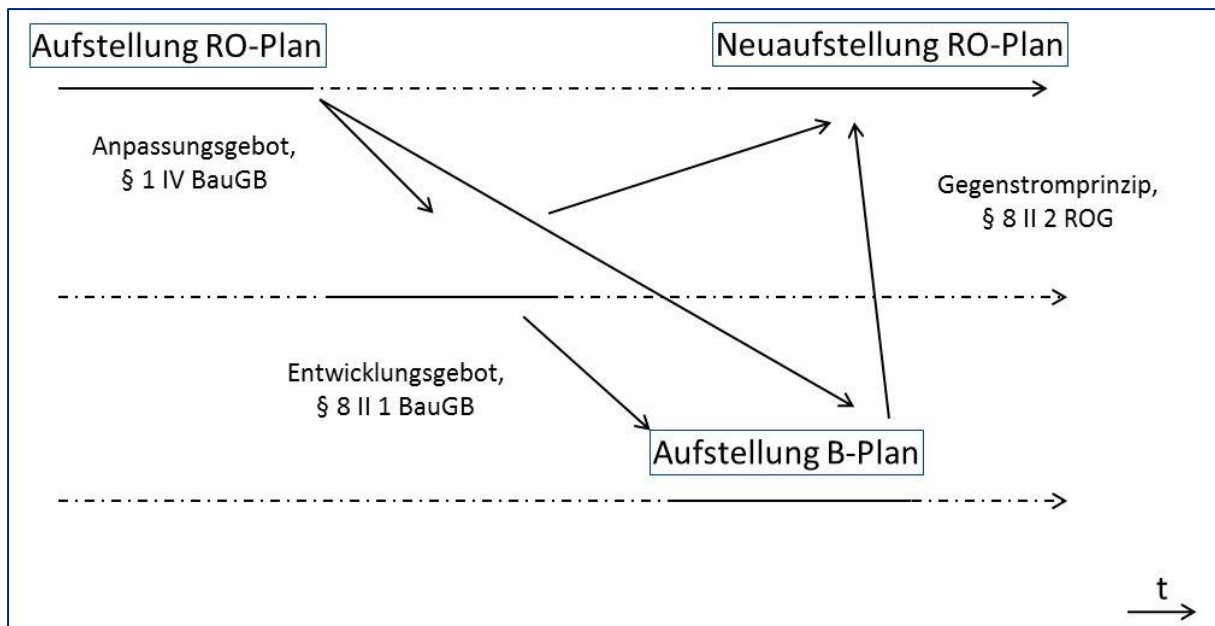 Aufstellung RO-Plan
Neuaufstellung RO-Plan
Anpassungsgebot,
§ 1 IV BauGB
Gegenstromprinzip,
§ 8 II 2 ROG
Entwicklungsgebot,
§ 8 II 1 BauGB
Aufstellung B-Plan
t